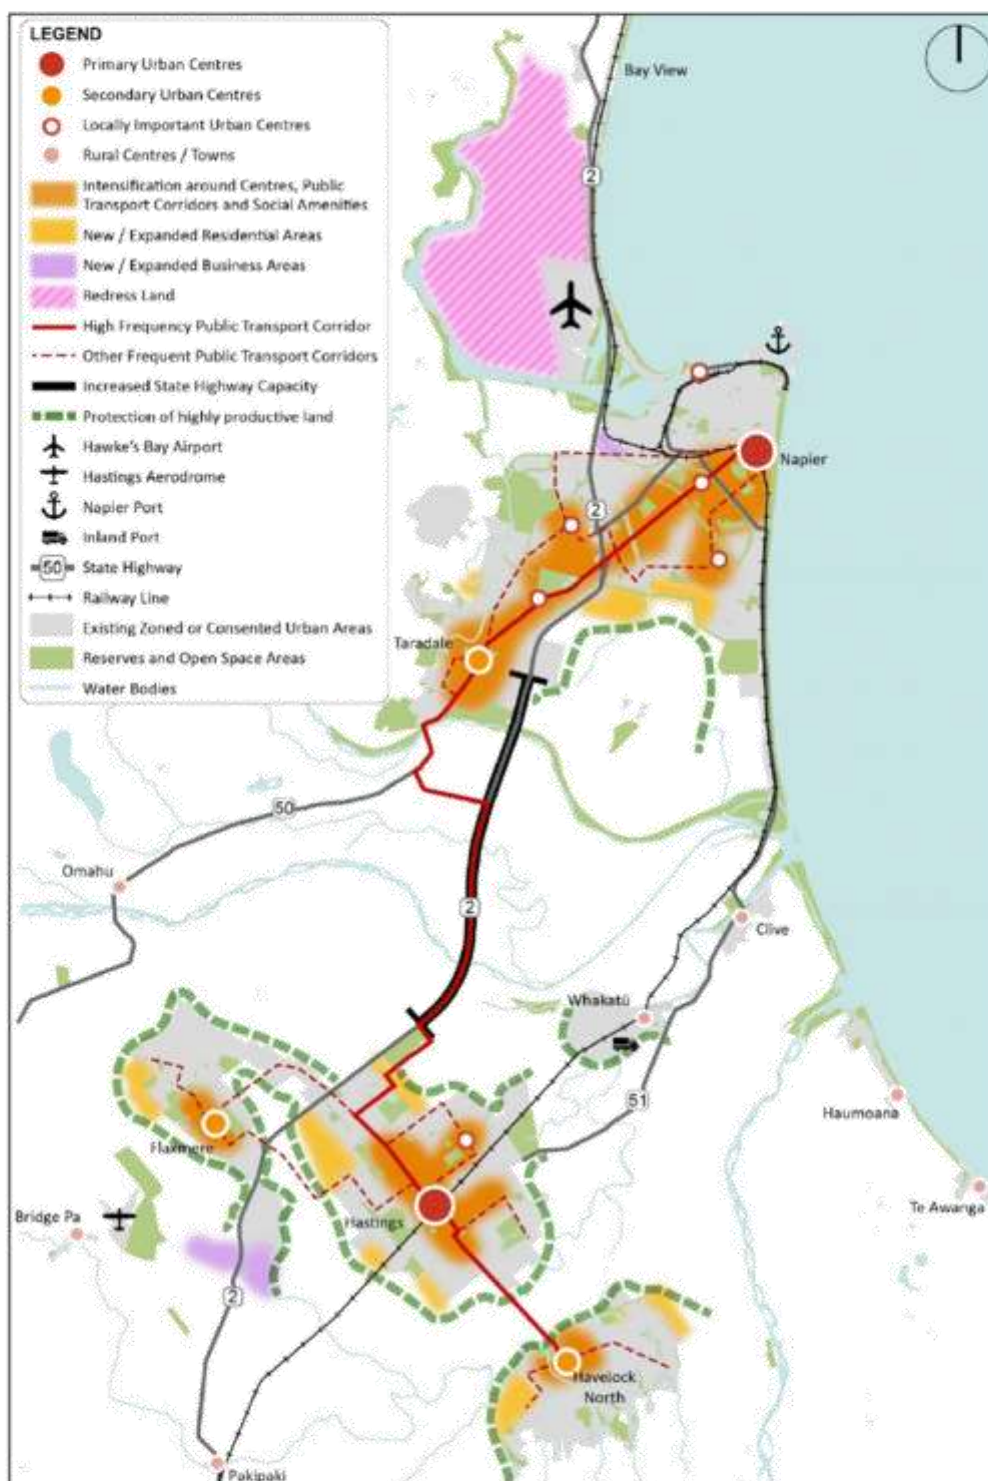 LEGEND
Primary Urban Centres
Secondary Urban Centres
Locally Important Urban Centres
Rural Centres / Towns
Intensification around Centres, Public
Transport Corridors and Social Amenities
New / Expanded Residential Areas
New / Expanded Business Areas
Redress Land
High Frequency Public Transport Corridor
Other Frequent Public Transport Corridors
Increased State Highway Capacity
Protection of highly productive land
Hawke's Bay Airport
Hastings Aerodrome
Napier Port
Inland Port
50 State Highway
Railway Line
Existing Zoned or Consented Urban Areas
Reserves and Open Space Areas
Water Bodies
Bay View
2
Napier
2
Taradale
50
Omahu
2
Clive
Whakatū
51
Haumoana
Flaxmere
Te Awanga
Bridge Pa
Hastings
2
Havelock
North
Pakipaki